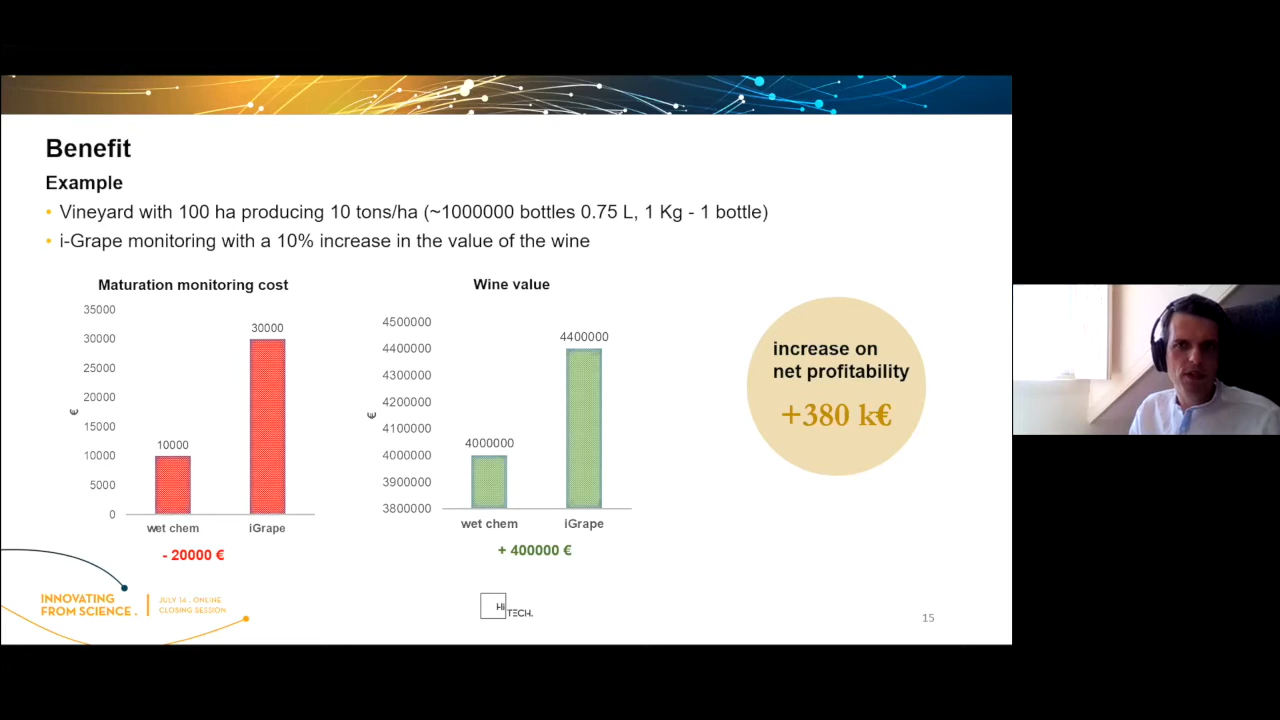 Benefit
Example
• Vineyard with 100 ha producing 10 tons/ha (~1000000 bottles 0.75 L, 1 Kg - 1 bottle)
• i-Grape monitoring with a 10% increase in the value of the wine
Maturation monitoring cost
35000
30000
25000
20000
15000
10000
5000
0
€
10000
30000
wet chem
iGrape
- 20000 €
Wine value
4500000
4400000
4300000
4200000
4100000
4000000
3900000
3800000
€
4000000
4400000
wet chem
iGrape
+ 400000 €
increase on
net profitability
+380 k€
INNOVATING
FROM SCIENCE.
JULY 14 . ONLINE
CLOSING SESSION
Hi
TECH.
15